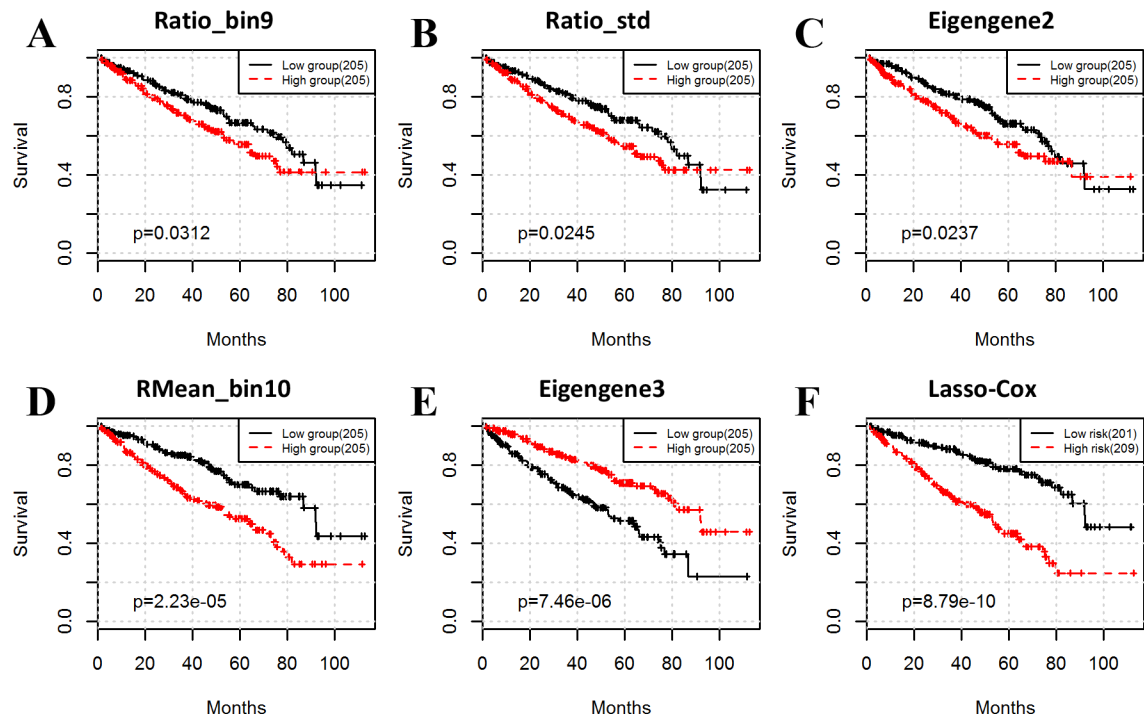 A
Ratio_bin9
Low group(205)
High group(205)
Survival
0.8
0.4
0.0
p=0.0312
0 20 40 60 80 100
Months
B
Ratio_std
Low group(205)
High group(205)
Survival
0.8
0.4
0.0
p=0.0245
0 20 40 60 80 100
Months
C
Eigengene2
Low group(205)
High group(205)
Survival
0.8
0.4
0.0
p=0.0237
0 20 40 60 80 100
Months
D
RMean_bin10
Low group(205)
High group(205)
Survival
0.8
0.4
0.0
p=2.23e-05
0 20 40 60 80 100
Months
E
Eigengene3
Low group(205)
High group(205)
Survival
0.8
0.4
0.0
p=7.46e-06
0 20 40 60 80 100
Months
F
Lasso-Cox
Low risk(201)
High risk(209)
Survival
0.8
0.4
0.0
p=8.79e-10
0 20 40 60 80 100
Months